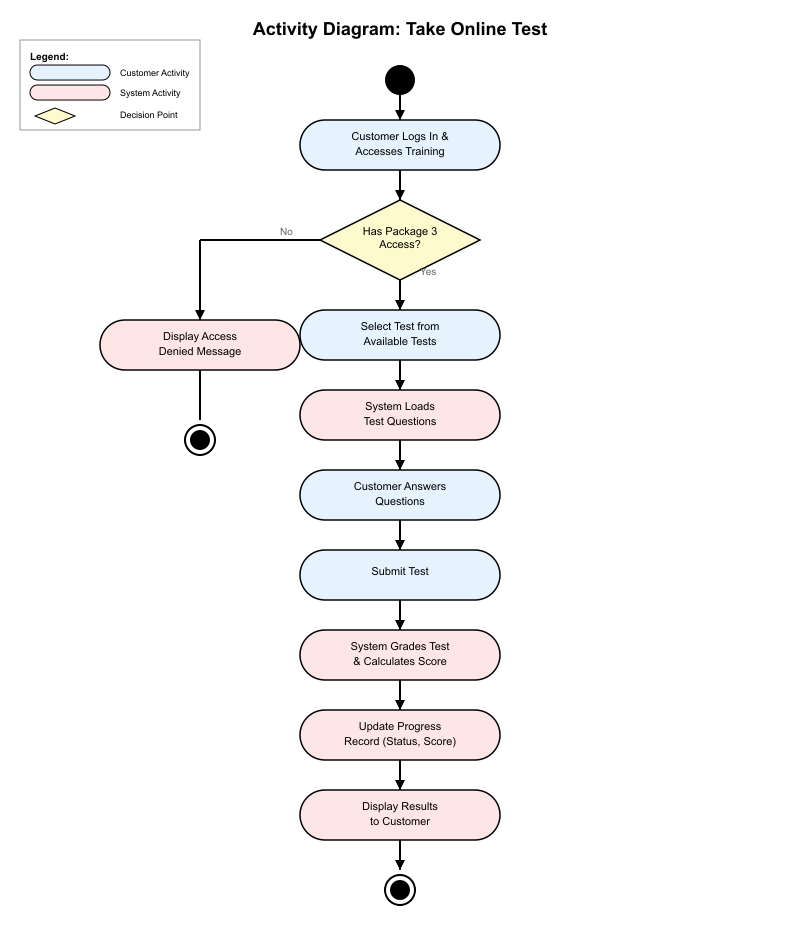 Activity Diagram: Take Online Test
Legend:
Customer Activity
System Activity
Decision Point
Customer Logs In &
Accesses Training
Has Package 3
Access?
No
Yes
Display Access
Denied Message
Select Test from
Available Tests
System Loads
Test Questions
Customer Answers
Questions
Submit Test
System Grades Test
& Calculates Score
Update Progress
Record (Status, Score)
Display Results
to Customer